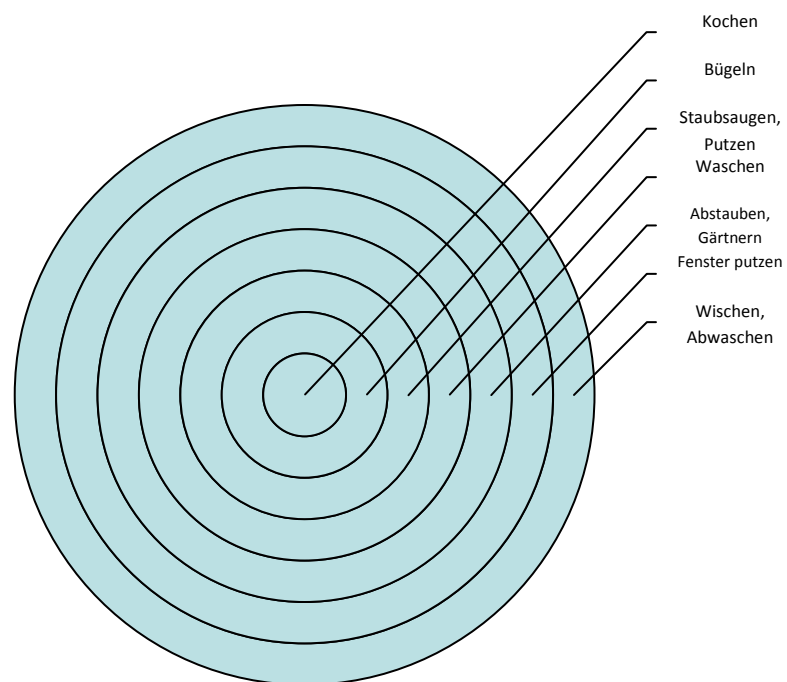 Kochen
Bügeln
Staubsaugen,
Putzen
Waschen
Abstauben,
Gärtnern
Fenster putzen
Wischen,
Abwaschen